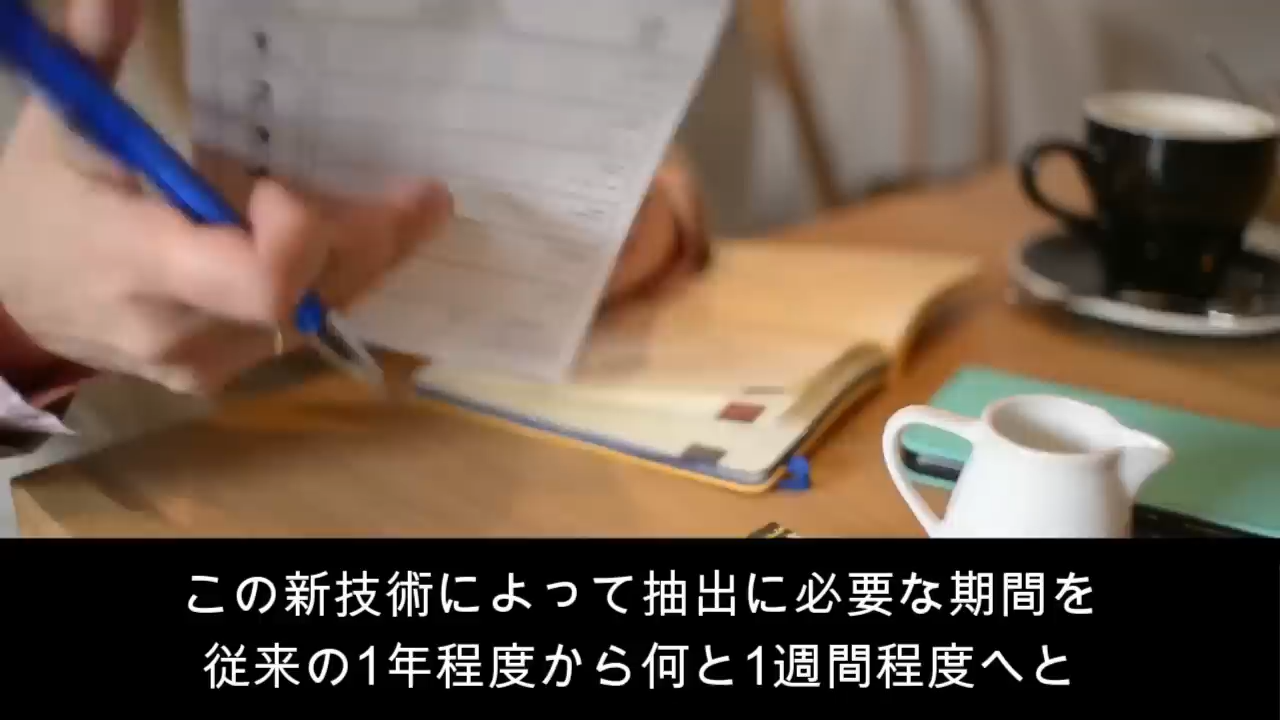 この新技術によって抽出に必要な期間を
従来の1年程度から何と1週間程度へと